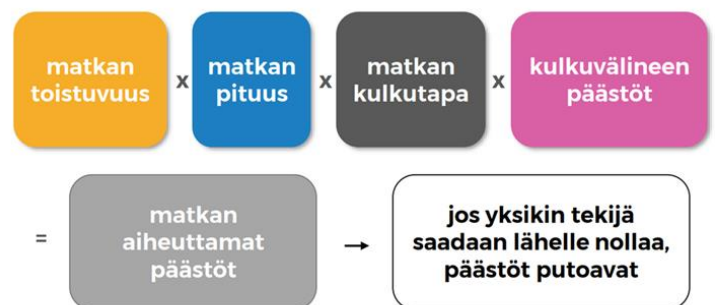 matkan
toistuvuus
x
matkan
pituus
x
matkan
kulkutapa
x
kulkuvälineen
päästöt
=
matkan
aiheuttamat
päästöt
→
jos yksikin tekijä
saadaan lähelle nollaa,
päästöt putoavat